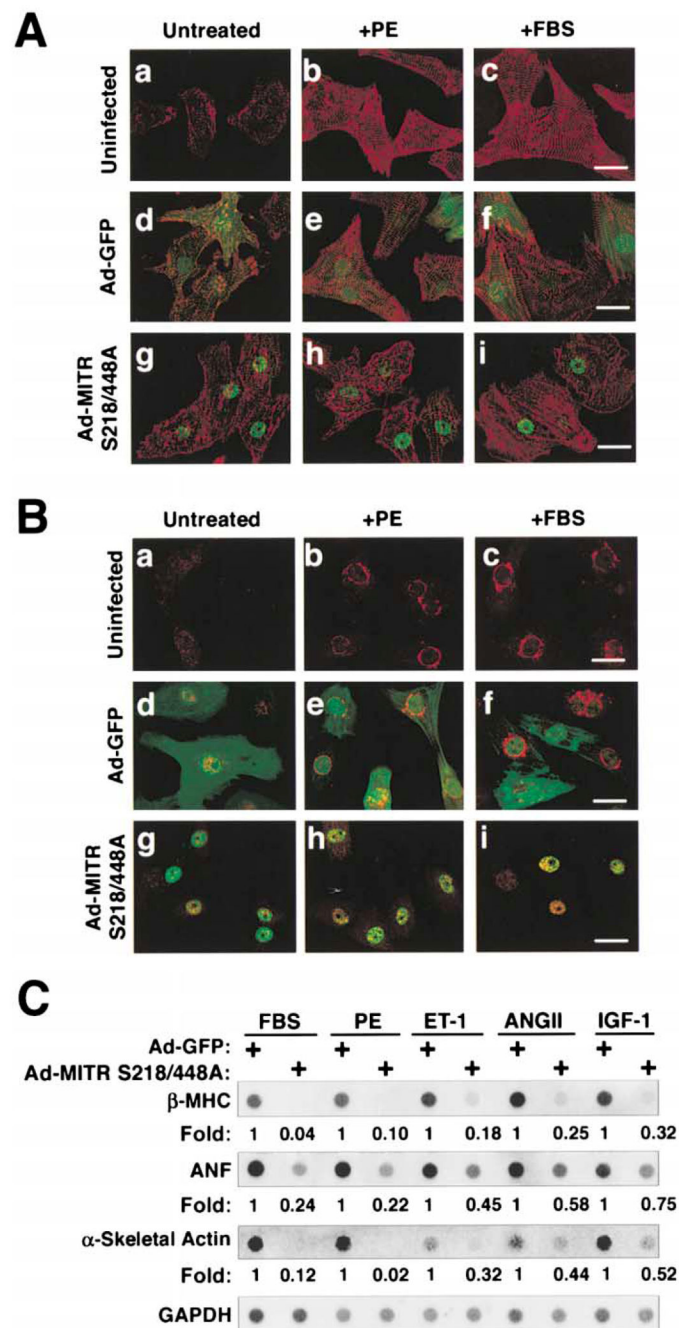 A
Untreated +PE +FBS
Uninfected
a b c
Ad-GFP
d e f
Ad-MITR
S218/448A
g h i
B
Untreated +PE +FBS
Uninfected
a b c
Ad-GFP
d e f
Ad-MITR
S218/448A
g h i
C
FBS PE ET-1 ANGII IGF-1
Ad-GFP: + + + + +
Ad-MITR S218/448A: + + + + +
β-MHC
Fold: 1 0.04 1 0.10 1 0.18 1 0.25 1 0.32
ANF
Fold: 1 0.24 1 0.22 1 0.45 1 0.58 1 0.75
α-Skeletal Actin
Fold: 1 0.12 1 0.02 1 0.32 1 0.44 1 0.52
GAPDH